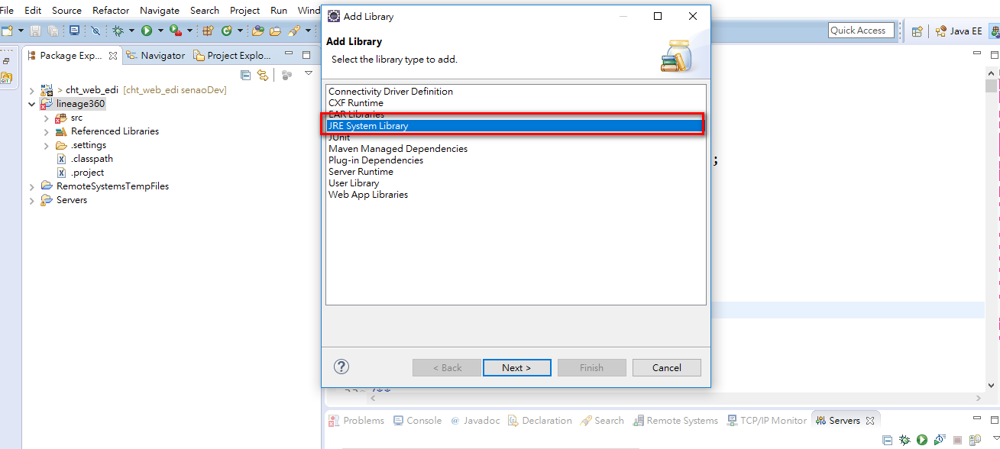 File Edit Source Refactor Navigate Search Project Run Wind
Quick Access
Java EE
Package Exp...
Navigator
Project Explo...
> cht_web_edi [cht_web_edi senaoDev]
lineage360
src
Referenced Libraries
.settings
.classpath
.project
RemoteSystemsTempFiles
Servers
GIT
Add Library
Add Library
Select the library type to add.
Connectivity Driver Definition
CXF Runtime
EAR Libraries
JRE System Library
JUnit
Maven Managed Dependencies
Plug-in Dependencies
Server Runtime
User Library
Web App Libraries
;
< Back
Next >
Finish
Cancel
/**
Problems
Console
@ Javadoc
Declaration
Search
Remote Systems
TCP/IP Monitor
Servers